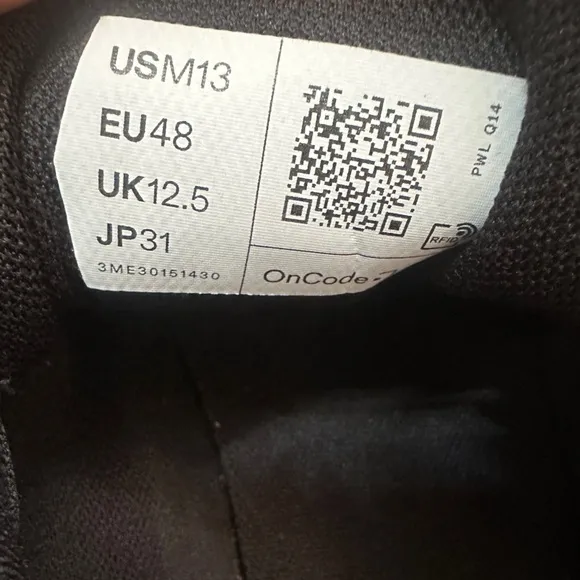 USM13
EU48
UK12.5
JP31
3ME30151430
PWL Q14
RFID
OnCode